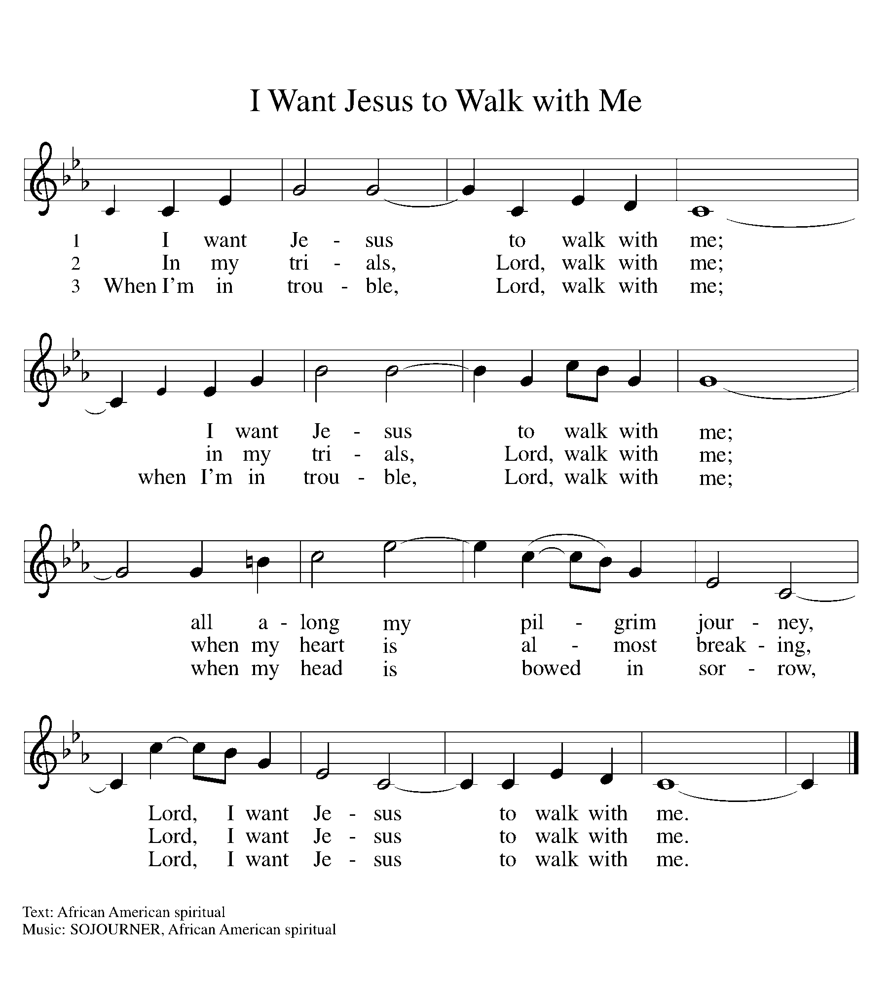 I Want Jesus to Walk with Me
1 I want Je - sus to walk with me;
2 In my tri - als, Lord, walk with me;
3 When I'm in trou - ble, Lord, walk with me;
I want Je - sus to walk with me;
in my tri - als, Lord, walk with me;
when I'm in trou - ble, Lord, walk with me;
all a - long my pil - grim jour - ney,
when my heart is al - most break - ing,
when my head is bowed in sor - row,
Lord, I want Je - sus to walk with me.
Lord, I want Je - sus to walk with me.
Lord, I want Je - sus to walk with me.
Text: African American spiritual
Music: SOJOURNER, African American spiritual